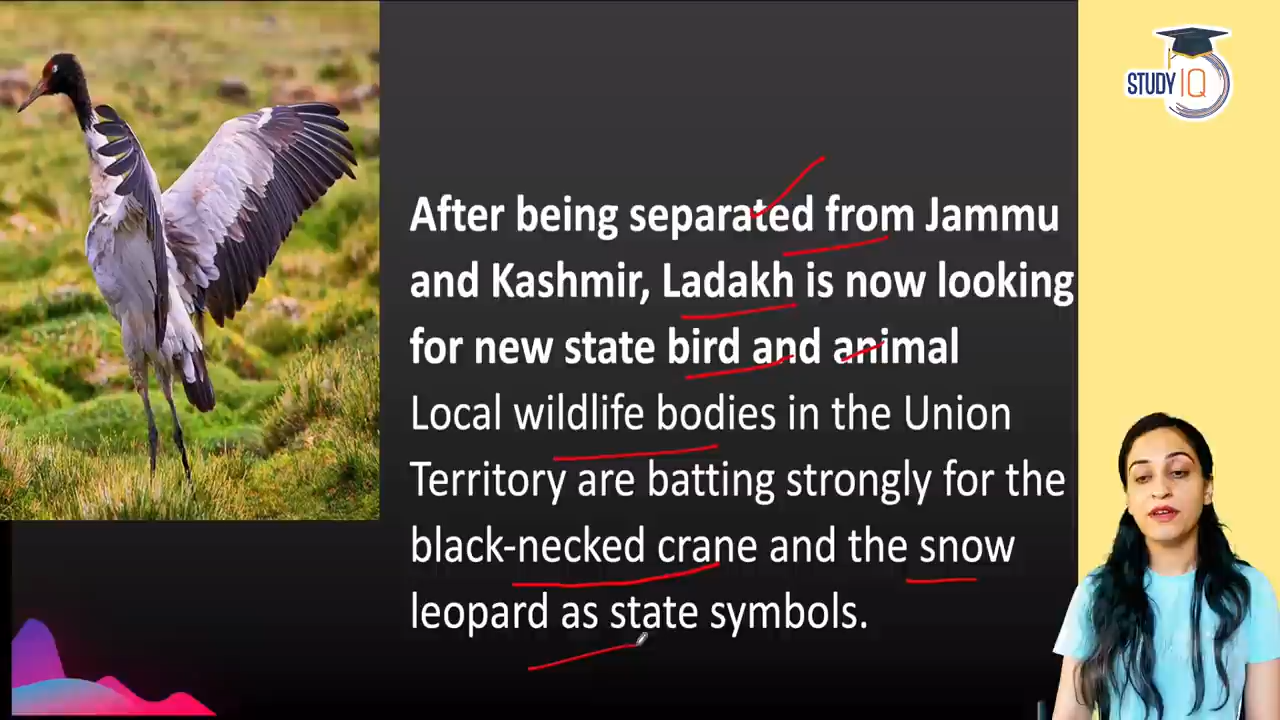 STUDY IQ
After being separated from Jammu
and Kashmir, Ladakh is now looking
for new state bird and animal
Local wildlife bodies in the Union
Territory are batting strongly for the
black-necked crane and the snow
leopard as state symbols.